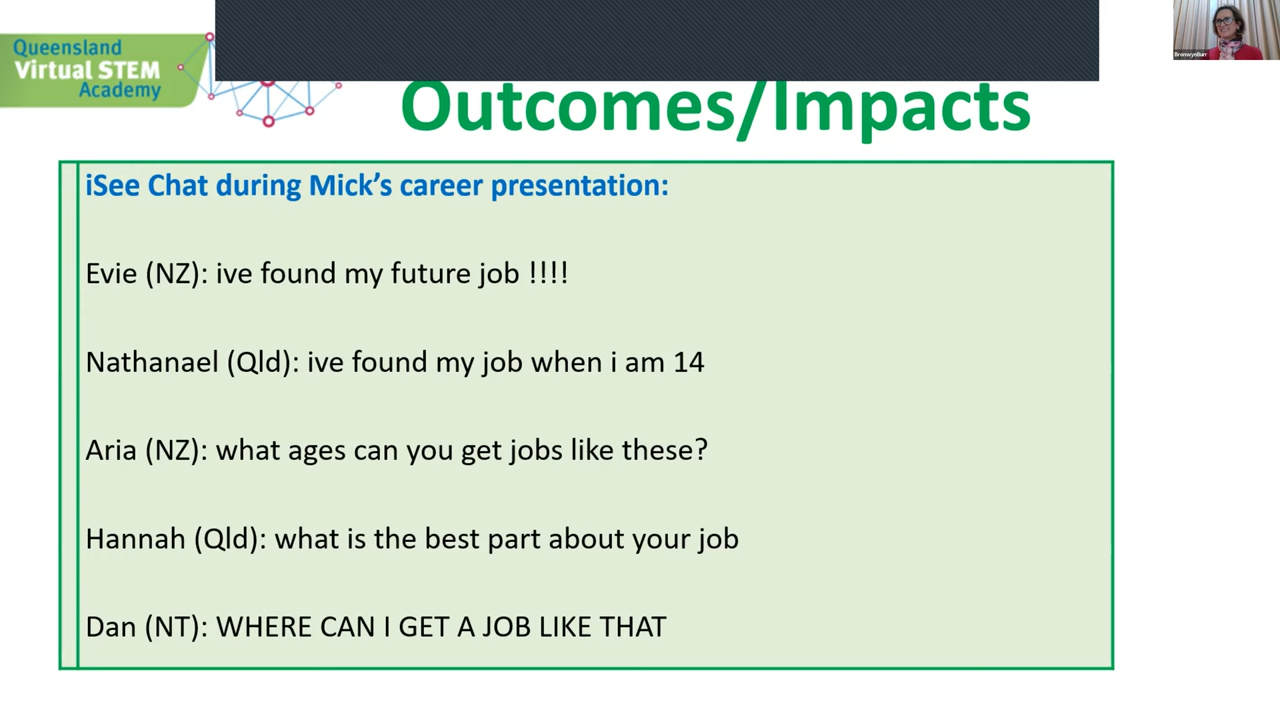 Queensland
Virtual STEM
Academy
BronwynBurr
Outcomes/Impacts
iSee Chat during Mick’s career presentation:
Evie (NZ): ive found my future job !!!!
Nathanael (Qld): ive found my job when i am 14
Aria (NZ): what ages can you get jobs like these?
Hannah (Qld): what is the best part about your job
Dan (NT): WHERE CAN I GET A JOB LIKE THAT